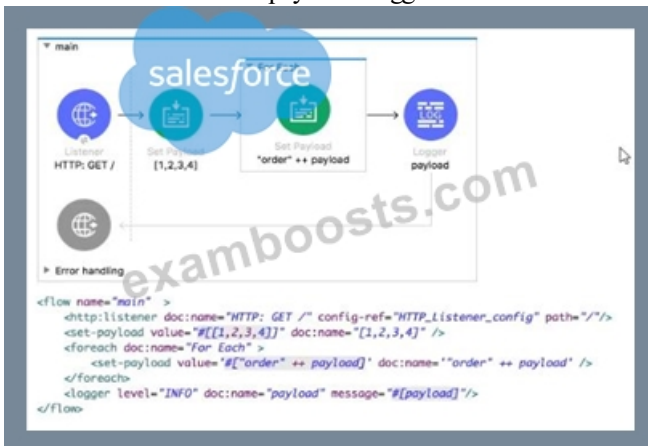 main
salesforce
Listener
HTTP: GET /
Set Payload
[1,2,3,4]
Set Payload
"order" ++ payload
LOG
Logger
payload
Error handling
examboosts.com
<flow name="main" >
<http:listener doc:name="HTTP: GET /" config-ref="HTTP_Listener_config" path="/"/>
<set-payload value="#[[1,2,3,4]]" doc:name="[1,2,3,4]" />
<foreach doc:name="For Each" >
<set-payload value='#["order" ++ payload]' doc:name='"order" ++ payload' />
</foreach>
<logger level="INFO" doc:name="payload" message="#[payload]"/>
</flow>